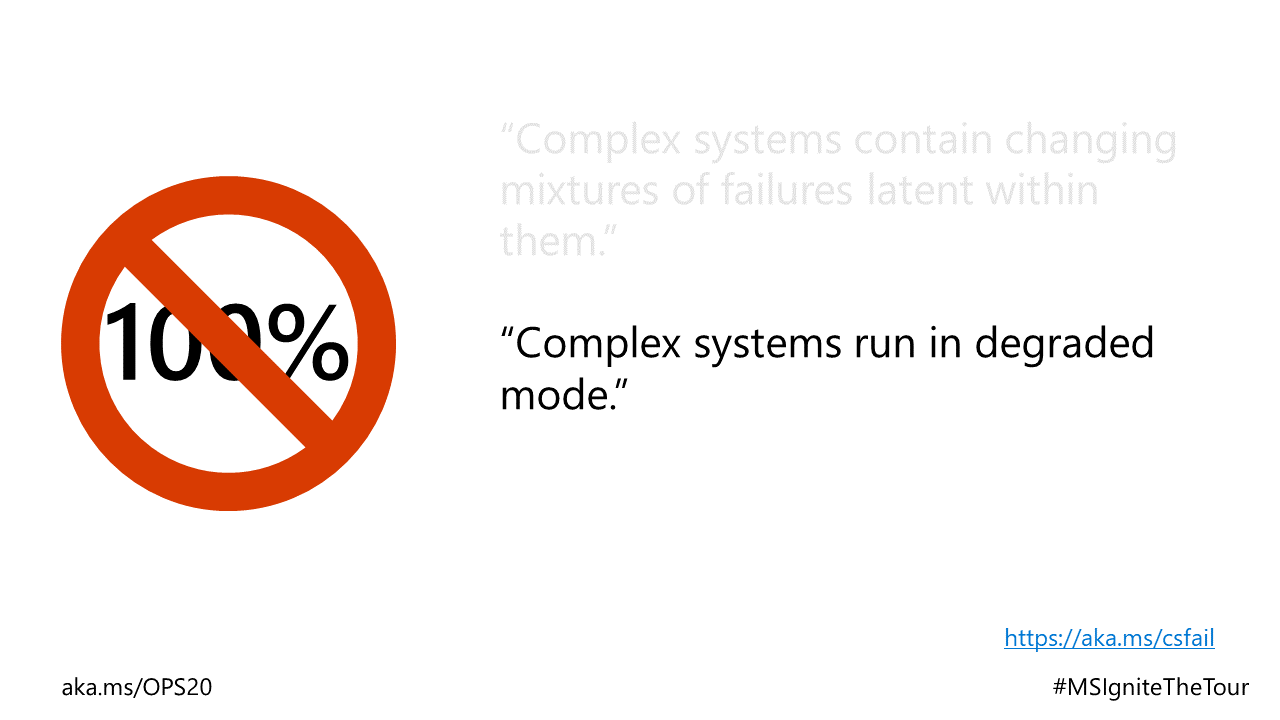 “Complex systems contain changing
mixtures of failures latent within
them.”
100%
“Complex systems run in degraded
mode.”
https://aka.ms/csfail
aka.ms/OPS20
#MSIgniteTheTour